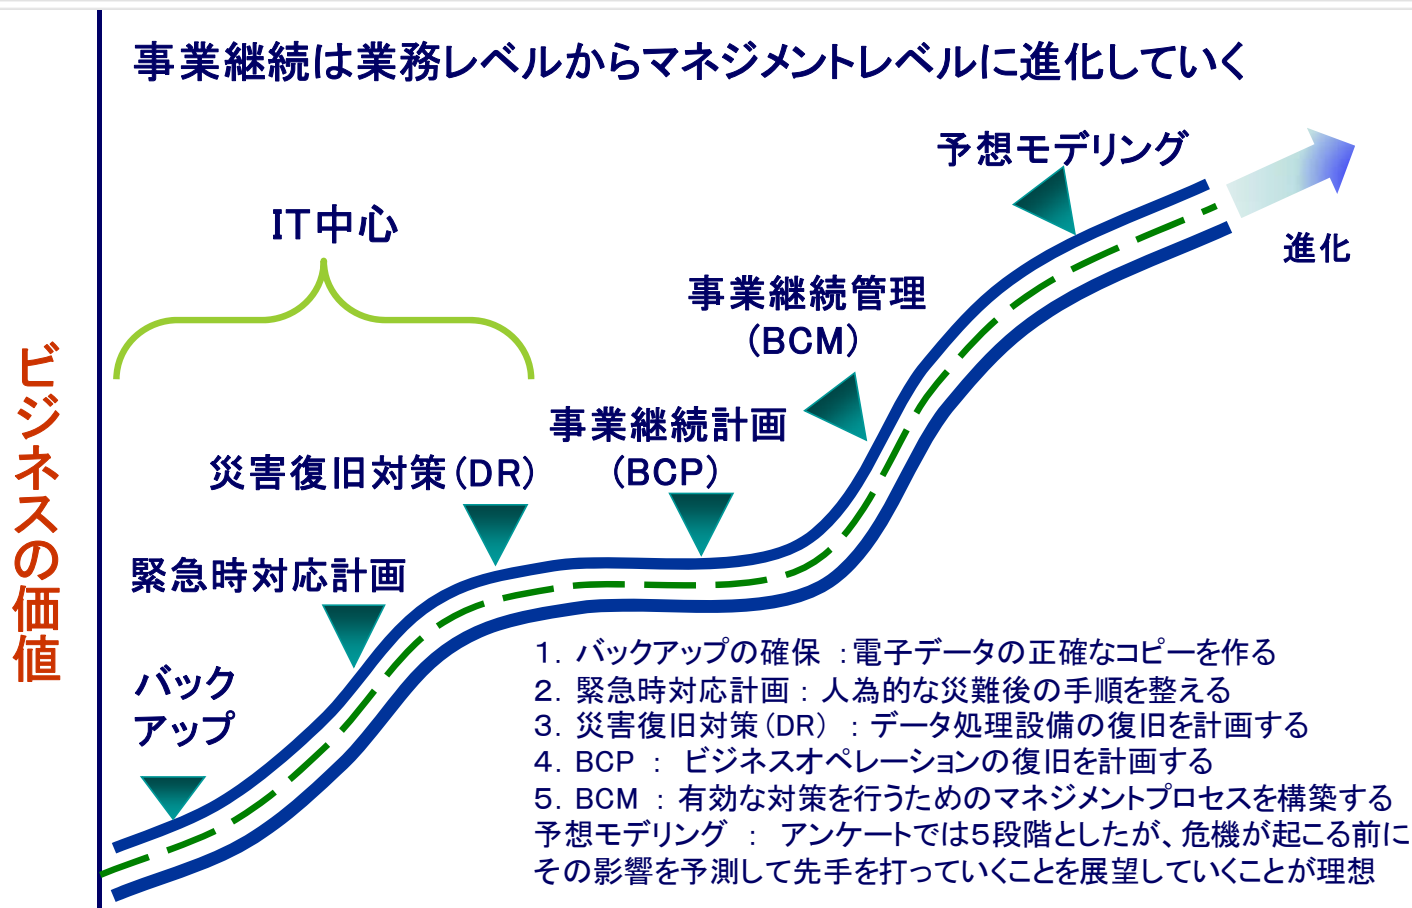 事業継続は業務レベルからマネジメントレベルに進化していく
予想モデリング
進化
IT中心
事業継続管理
(BCM)
事業継続計画
(BCP)
災害復旧対策(DR)
緊急時対応計画
バック
アップ
ビジネスの価値
1. バックアップの確保 :電子データの正確なコピーを作る
2. 緊急時対応計画: 人為的な災難後の手順を整える
3. 災害復旧対策(DR) : データ処理設備の復旧を計画する
4. BCP : ビジネスオペレーションの復旧を計画する
5. BCM : 有効な対策を行うためのマネジメントプロセスを構築する
予想モデリング : アンケートでは5段階としたが、危機が起こる前に
その影響を予測して先手を打っていくことを展望していくことが理想